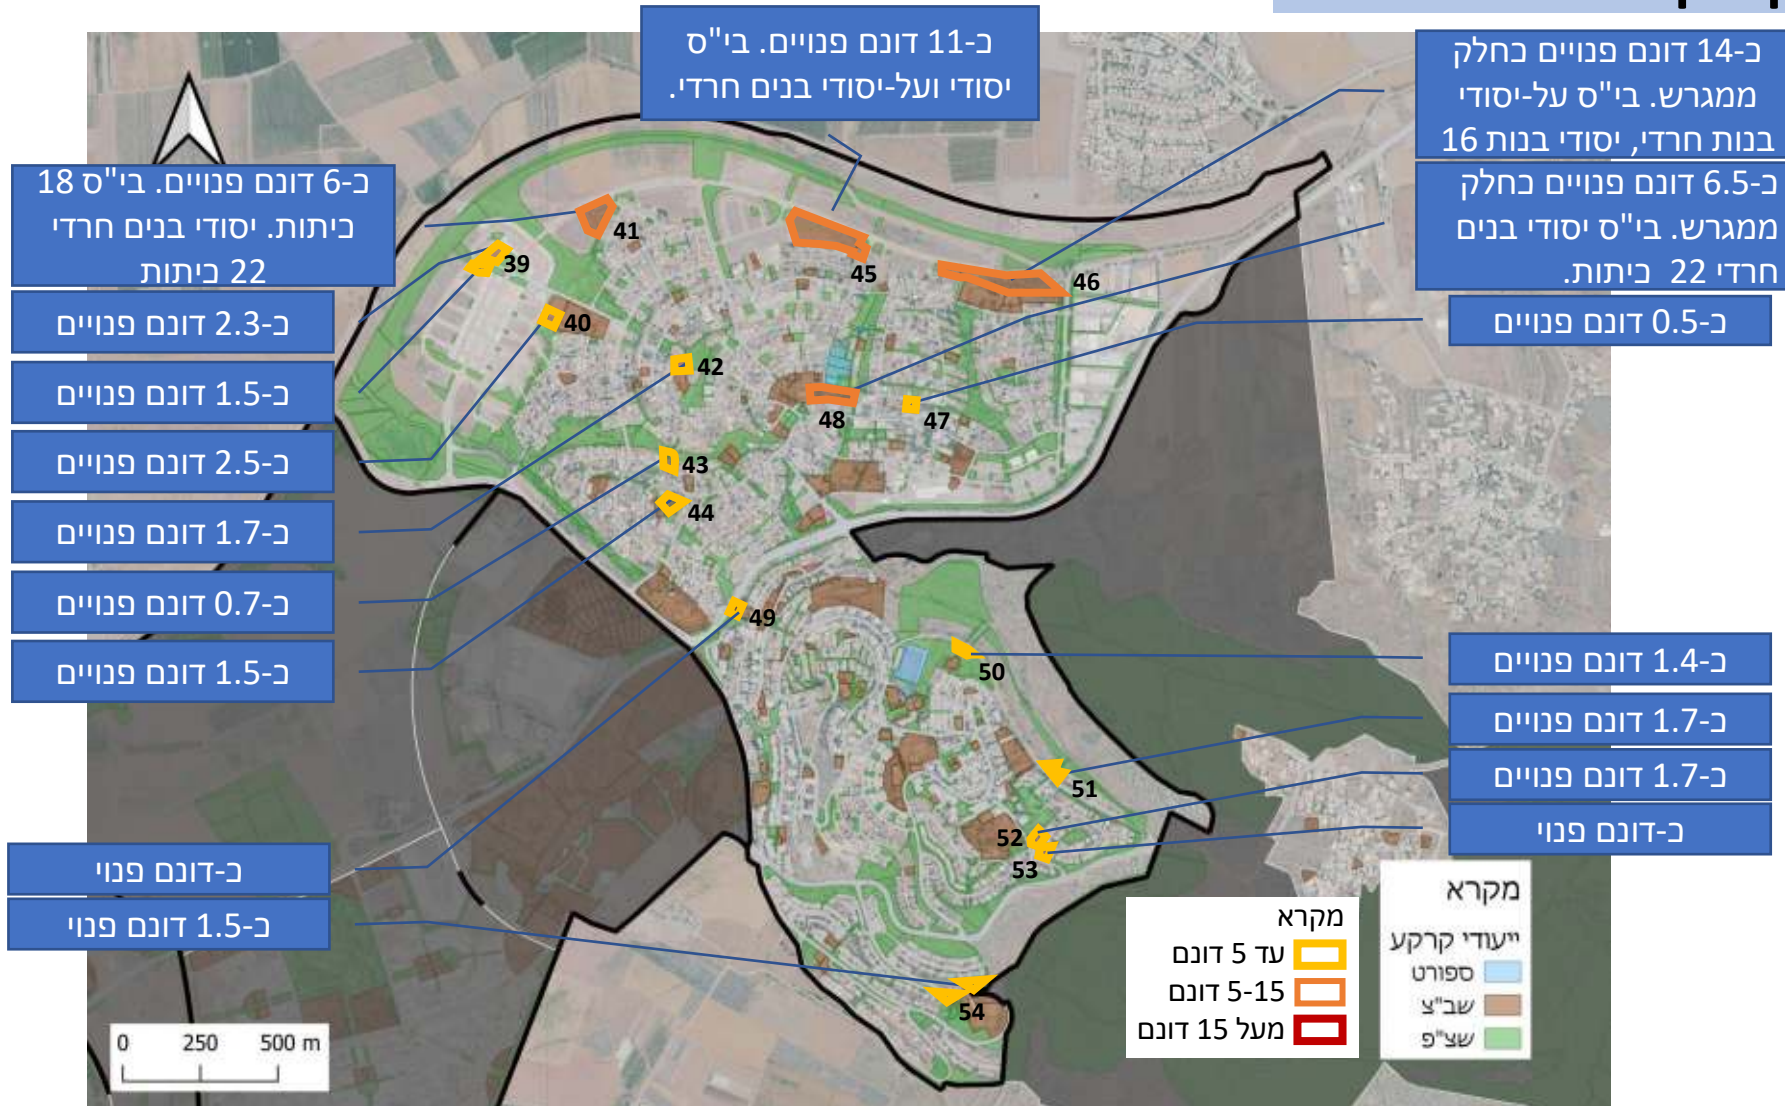 כ-11 דונם פנויים. בי"ס
יסודי ועל-יסודי בנים חרדי.
כ-14 דונם פנויים כחלק
ממגרש. בי"ס על-יסודי
בנות חרדי, יסודי בנות 16
כ-6.5 דונם פנויים כחלק
ממגרש. בי"ס יסודי בנים
חרדי 22 כיתות.
כ-0.5 דונם פנויים
כ-6 דונם פנויים. בי"ס 18
כיתות. יסודי בנים חרדי
22 כיתות
כ-2.3 דונם פנויים
כ-1.5 דונם פנויים
כ-2.5 דונם פנויים
כ-1.7 דונם פנויים
כ-0.7 דונם פנויים
כ-1.5 דונם פנויים
כ-דונם פנוי
כ-1.5 דונם פנוי
כ-1.4 דונם פנויים
כ-1.7 דונם פנויים
כ-1.7 דונם פנויים
כ-דונם פנוי
41
39
40
42
43
44
45
46
47
48
49
50
51
52
53
54
מקרא
עד 5 דונם
5-15 דונם
מעל 15 דונם
מקרא
ייעודי קרקע
ספורט
שב"צ
שצ"פ
0 250 500 m